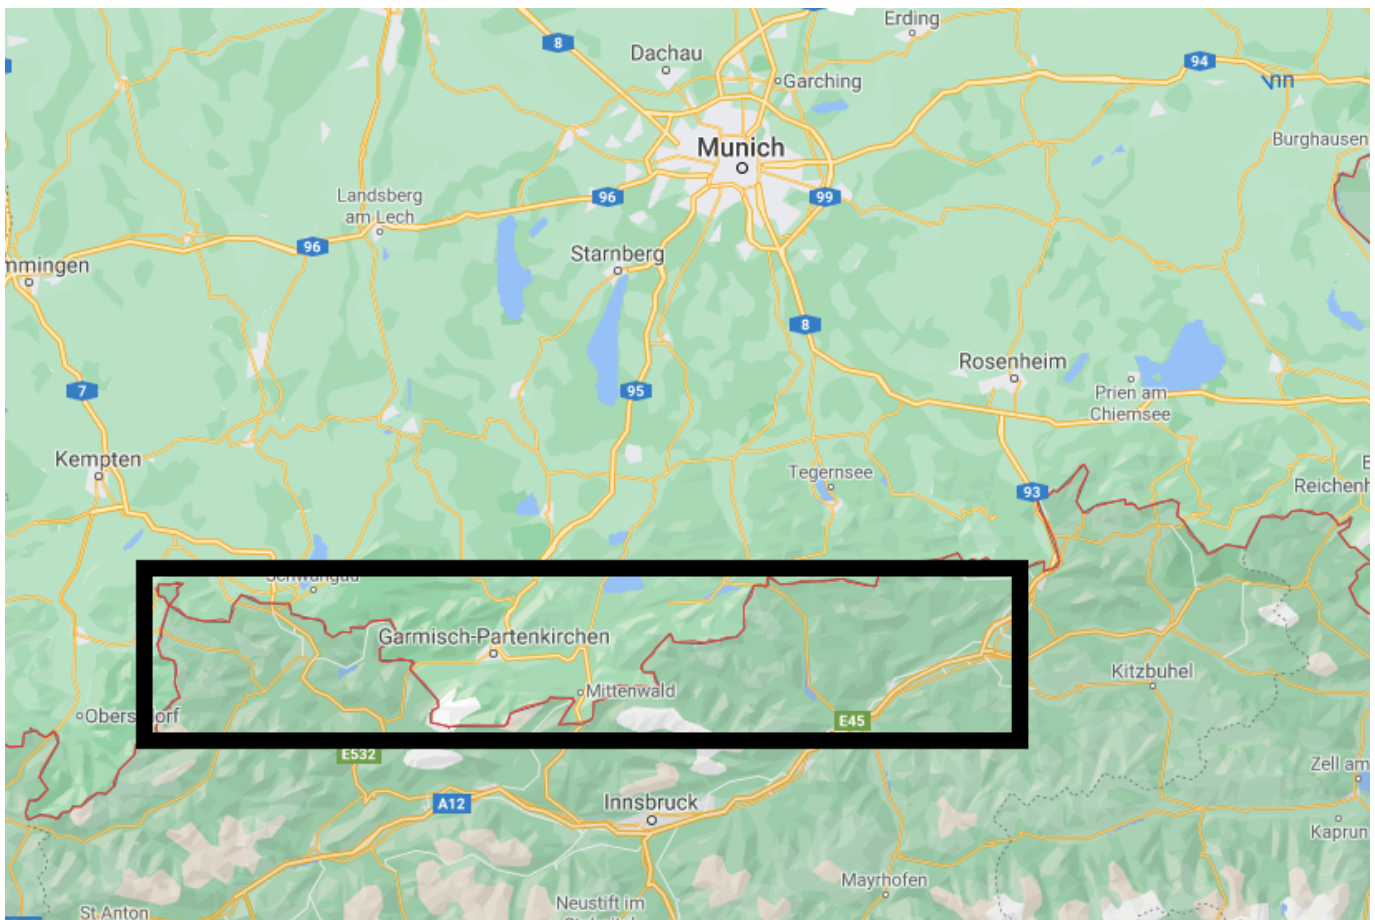 Erding
8
Dachau
94
Garching
Inn
Munich
Burghausen
Landsberg
am Lech
96
99
96
Starnberg
mmingen
8
Rosenheim
7
95
Prien am
Chiemsee
Kempten
Tegernsee
93
Reichenh
Schwangau
Garmisch-Partenkirchen
Kitzbuhel
Mittenwald
E45
E532
Zell am
A12
Innsbruck
Kaprun
Mayrhofen
Neustift im
St Anton